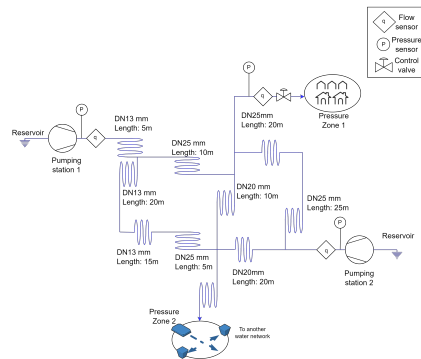 q
Flow
sensor
P
Pressure
sensor
Control
valve
P
q
Pressure
Zone 1
DN25mm
Length: 20m
P
Reservoir
q
Pumping
station 1
DN13 mm
Length: 5m
DN25 mm
Length: 10m
DN13 mm
Length: 20m
DN20 mm
Length: 10m
DN25 mm
Length: 25m
DN13 mm
Length: 15m
DN25 mm
Length: 5m
DN20mm
Length: 20m
P
q
Reservoir
Pumping
station 2
Pressure
Zone 2
To another
water network